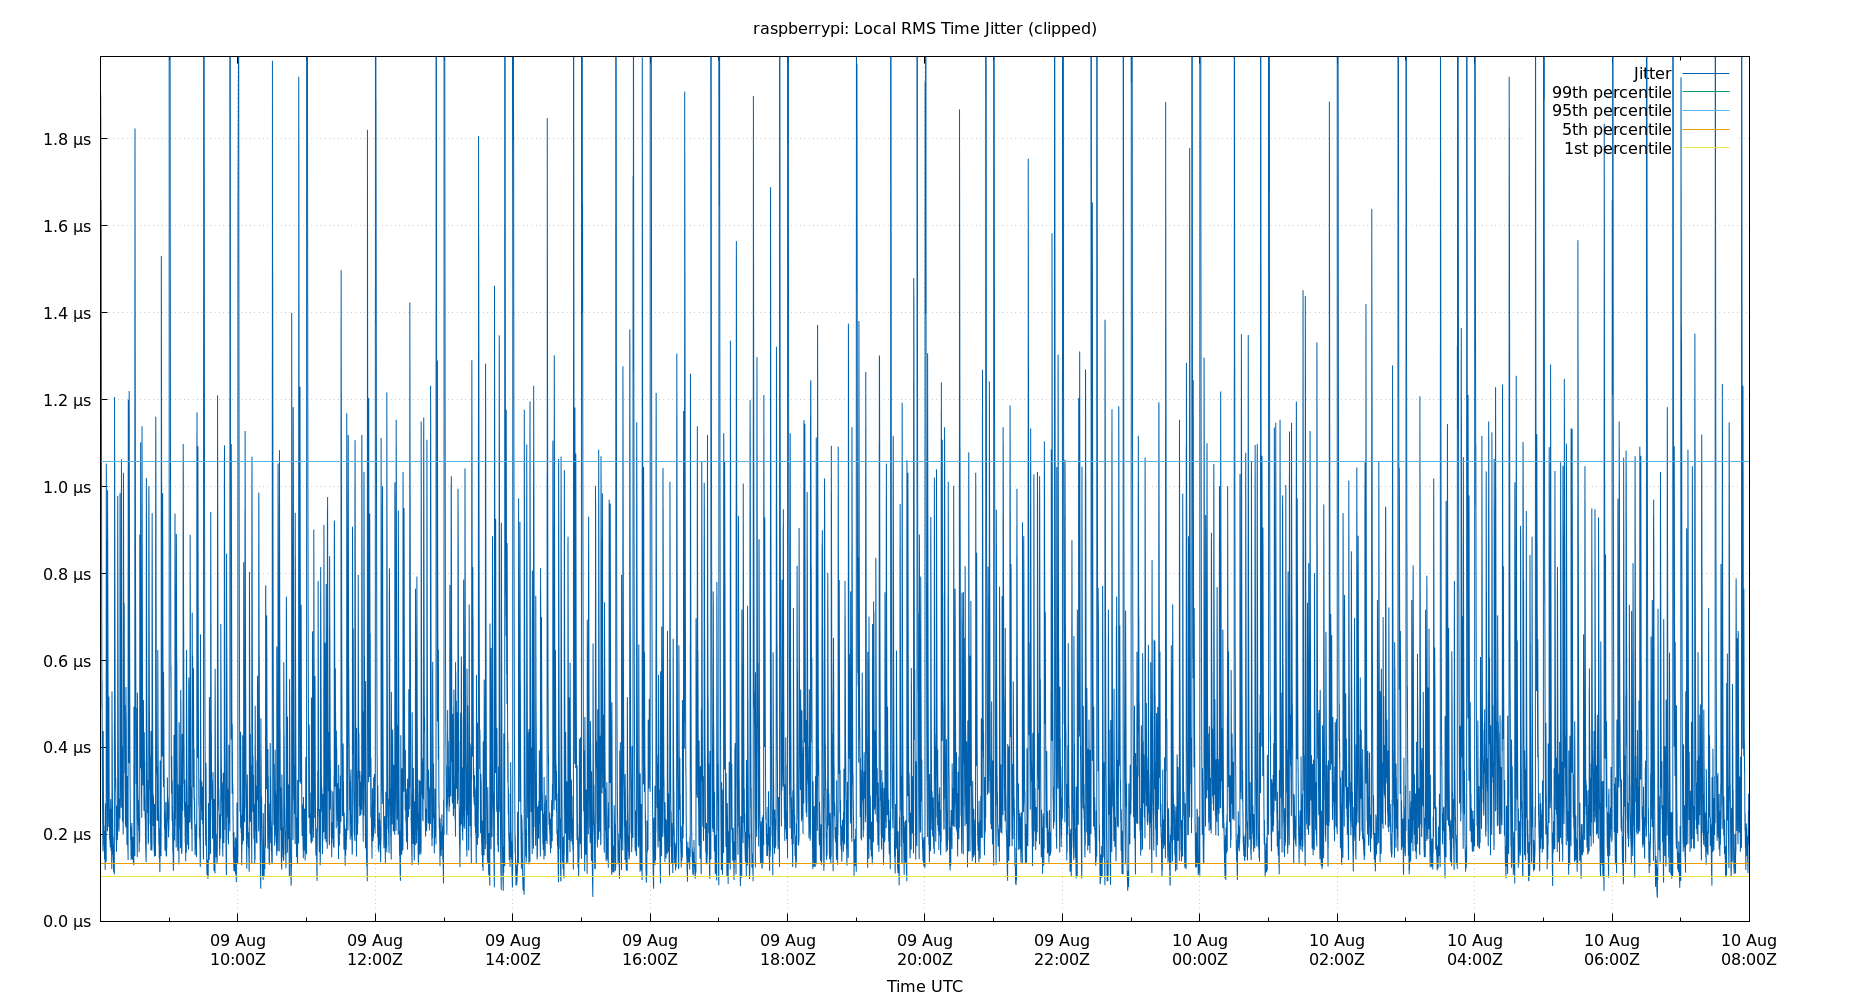 raspberrypi: Local RMS Time Jitter (clipped)
Jitter
99th percentile
95th percentile
5th percentile
1st percentile
1.8 µs
1.6 µs
1.4 µs
1.2 µs
1.0 µs
0.8 µs
0.6 µs
0.4 µs
0.2 µs
0.0 µs
09 Aug 09 Aug 09 Aug 09 Aug 09 Aug 09 Aug 09 Aug 10 Aug 10 Aug 10 Aug 10 Aug 10 Aug
10:00Z 12:00Z 14:00Z 16:00Z 18:00Z 20:00Z 22:00Z 00:00Z 02:00Z 04:00Z 06:00Z 08:00Z
Time UTC